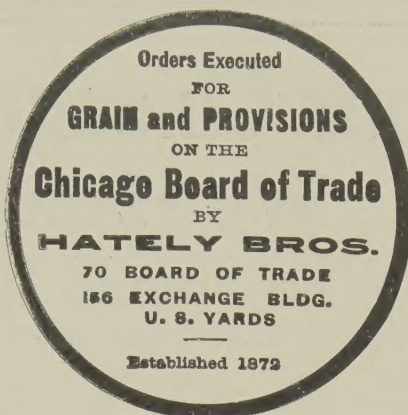 Orders Executed
FOR
GRAIN and PROVISIONS
ON THE
Chicago Board of Trade
BY
HATELY BROS.
70 BOARD OF TRADE
156 EXCHANGE BLDG.
U. S. YARDS
Established 1872